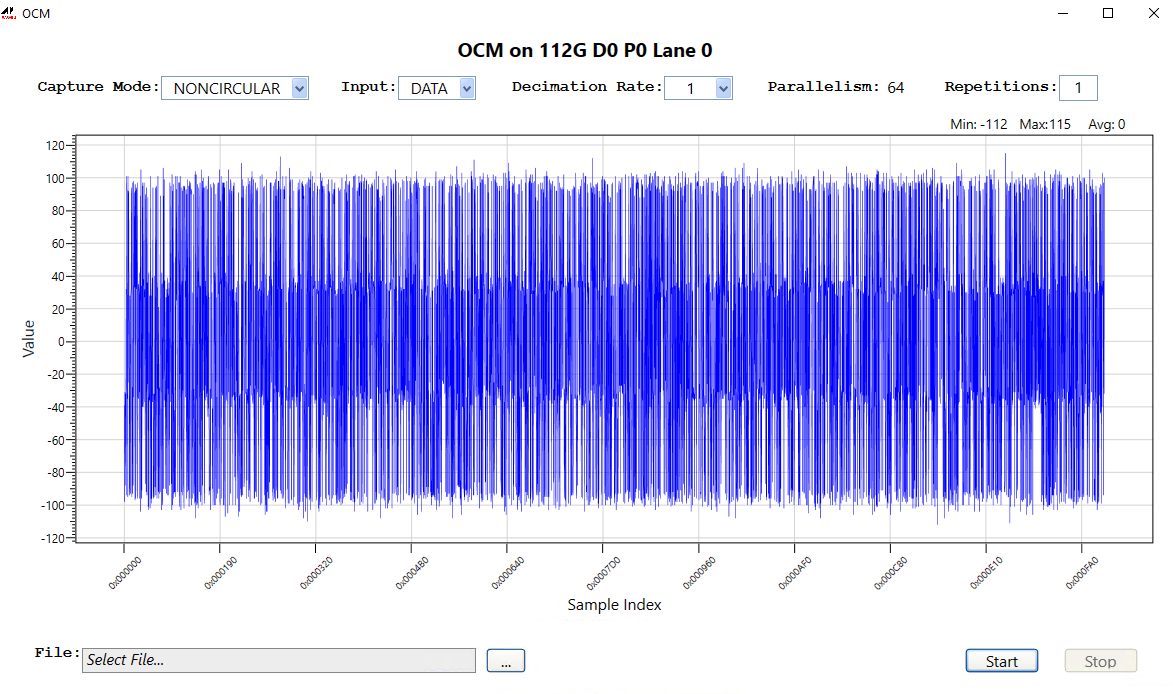 OCM
OCM on 112G D0 P0 Lane 0
Capture Mode: NONCIRCULAR Input: DATA Decimation Rate: 1 Parallelism: 64 Repetitions: 1
Min: -112 Max:115 Avg: 0
120
100
80
60
40
20
0
-20
-40
-60
-80
-100
-120
Value
0x000000 0x000190 0x000320 0x0004B0 0x000640 0x0007D0 0x000960 0x000AF0 0x000C80 0x000E10 0x000FA0
Sample Index
File: Select File... ... Start Stop